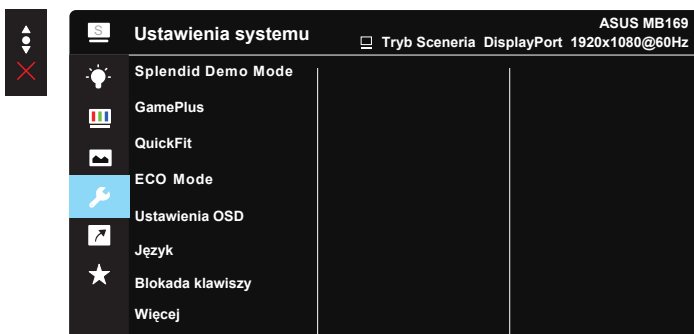 S
Ustawienia systemu
ASUS MB169
Tryb Sceneria DisplayPort 1920x1080@60Hz
Splendid Demo Mode
GamePlus
QuickFit
ECO Mode
Ustawienia OSD
Język
Blokada klawiszy
Więcej